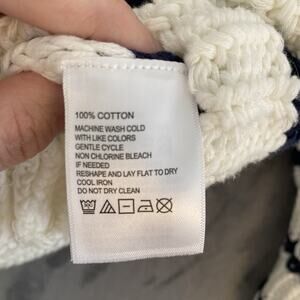 100% COTTON
MACHINE WASH COLD
WITH LIKE COLORS
GENTLE CYCLE
NON CHLORINE BLEACH
IF NEEDED
RESHAPE AND LAY FLAT TO DRY
COOL IRON
DO NOT DRY CLEAN